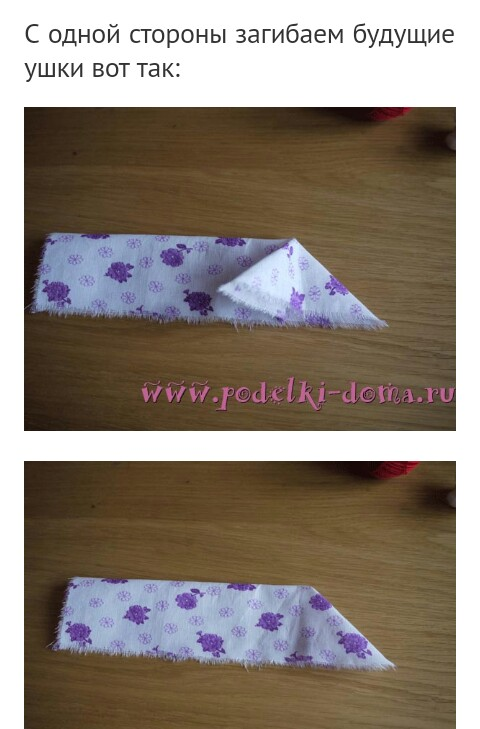 С одной стороны загибаем будущие
ушки вот так:
www.podelki-doma.ru